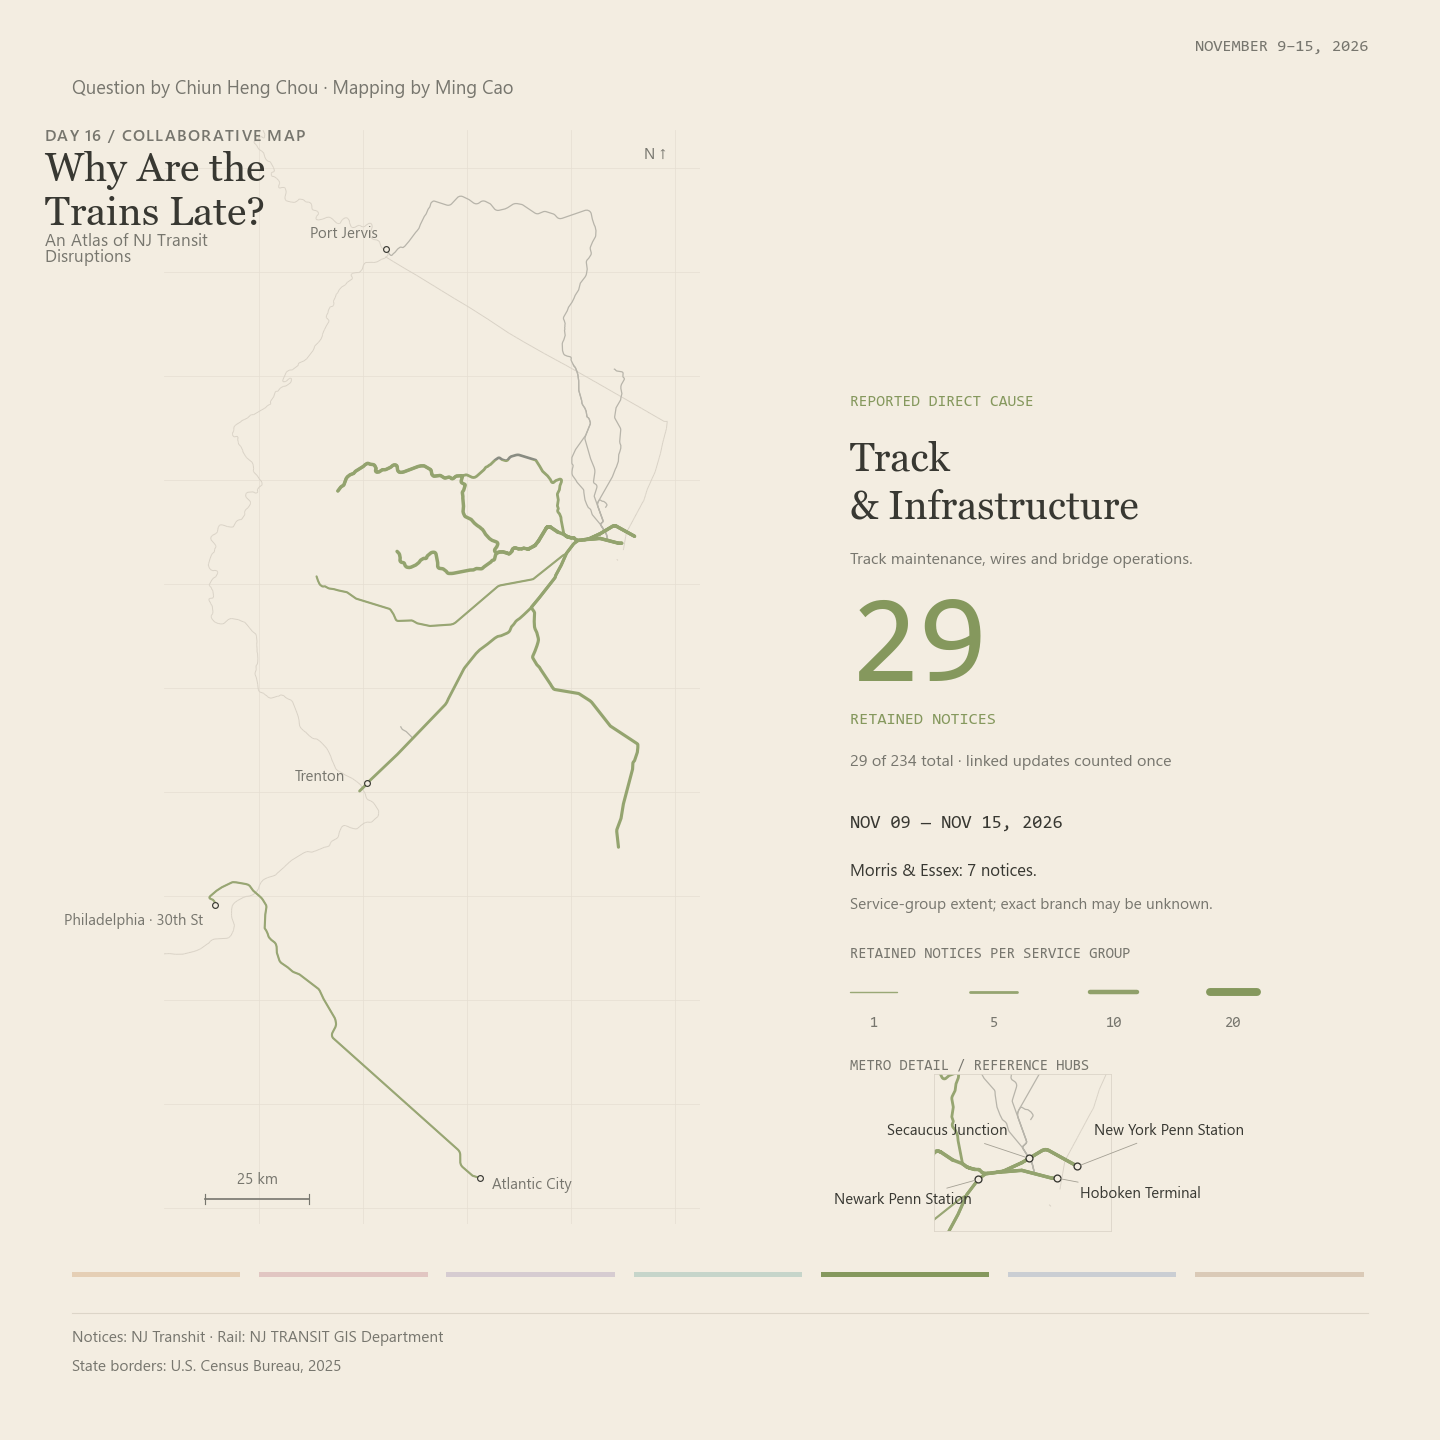 NOVEMBER 9–15, 2026
Question by Chiun Heng Chou · Mapping by Ming Cao
DAY 16 / COLLABORATIVE MAP
Why Are the
Trains Late?
An Atlas of NJ Transit
Disruptions
N ↑
Port Jervis
Trenton
Philadelphia · 30th St
25 km
Atlantic City
REPORTED DIRECT CAUSE
Track
& Infrastructure
Track maintenance, wires and bridge operations.
29
RETAINED NOTICES
29 of 234 total · linked updates counted once
NOV 09 — NOV 15, 2026
Morris & Essex: 7 notices.
Service-group extent; exact branch may be unknown.
RETAINED NOTICES PER SERVICE GROUP
1 5 10 20
METRO DETAIL / REFERENCE HUBS
Secaucus Junction
New York Penn Station
Newark Penn Station
Hoboken Terminal
Notices: NJ Transhit · Rail: NJ TRANSIT GIS Department
State borders: U.S. Census Bureau, 2025